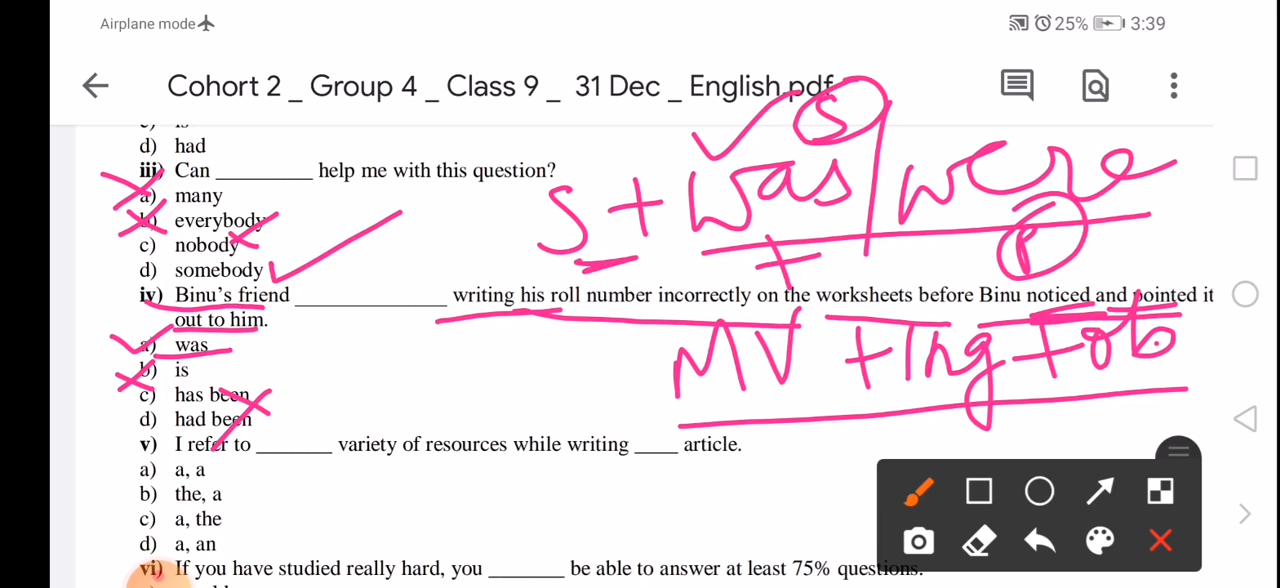 Airplane mode 25% 3:39
Cohort 2 _ Group 4 _ Class 9 _ 31 Dec _ English.pdf
d) had
iii) Can _________ help me with this question?
a) many
b) everybody
c) nobody
d) somebody
S + was / were
S
P
+
iv) Binu's friend ______________ writing his roll number incorrectly on the worksheets before Binu noticed and pointed it
out to him.
MV + ing + ob
a) was
b) is
c) has been
d) had been
v) I refer to _______ variety of resources while writing ____ article.
a) a, a
b) the, a
c) a, the
d) a, an
vi) If you have studied really hard, you _______ be able to answer at least 75% questions.